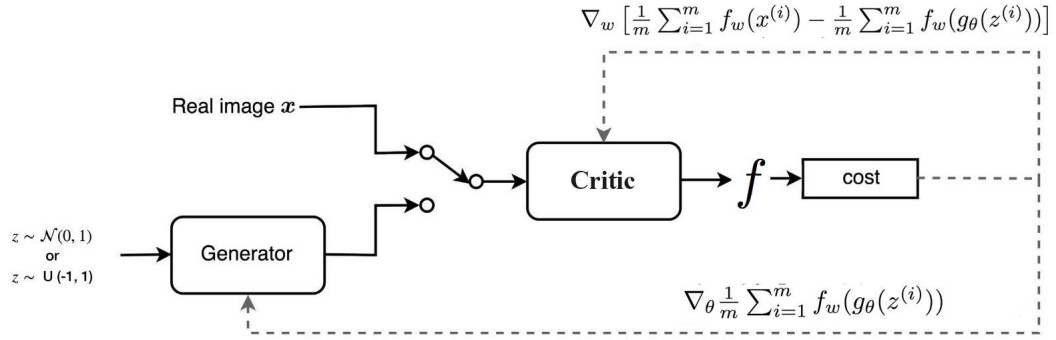 ∇_w [1/m ∑_{i=1}^{m} f_w(x^{(i)}) − 1/m ∑_{i=1}^{m} f_w(g_θ(z^{(i)}))]
Real image x
Critic
f
cost
z ∼ 𝒩(0, 1)
or
z ∼ U (-1, 1)
Generator
∇_θ 1/m ∑_{i=1}^{m} f_w(g_θ(z^{(i)}))